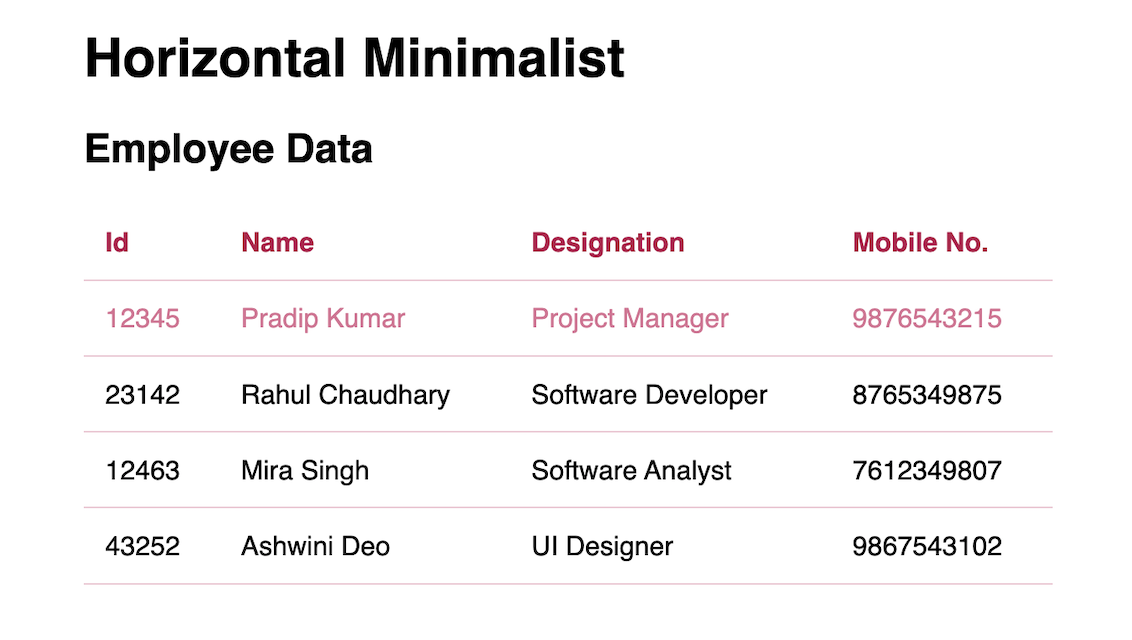 Horizontal Minimalist
Employee Data
Id Name Designation Mobile No.
12345 Pradip Kumar Project Manager 9876543215
23142 Rahul Chaudhary Software Developer 8765349875
12463 Mira Singh Software Analyst 7612349807
43252 Ashwini Deo UI Designer 9867543102